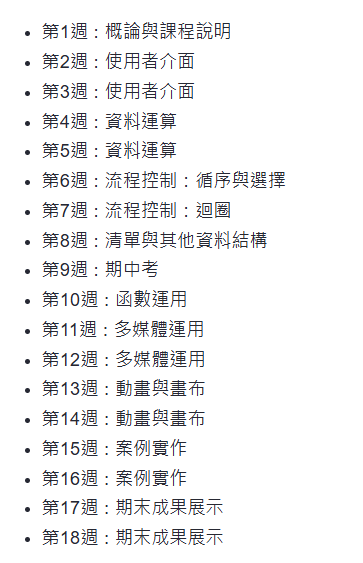 • 第1週：概論與課程說明
• 第2週：使用者介面
• 第3週：使用者介面
• 第4週：資料運算
• 第5週：資料運算
• 第6週：流程控制：循序與選擇
• 第7週：流程控制：迴圈
• 第8週：清單與其他資料結構
• 第9週：期中考
• 第10週：函數運用
• 第11週：多媒體運用
• 第12週：多媒體運用
• 第13週：動畫與畫布
• 第14週：動畫與畫布
• 第15週：案例實作
• 第16週：案例實作
• 第17週：期末成果展示
• 第18週：期末成果展示